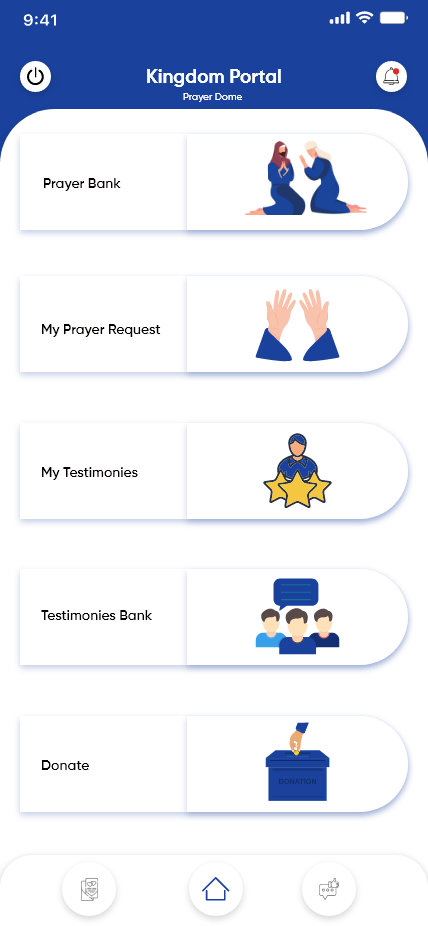 9:41
Kingdom Portal
Prayer Dome
Prayer Bank
My Prayer Request
My Testimonies
Testimonies Bank
Donate
DONATION